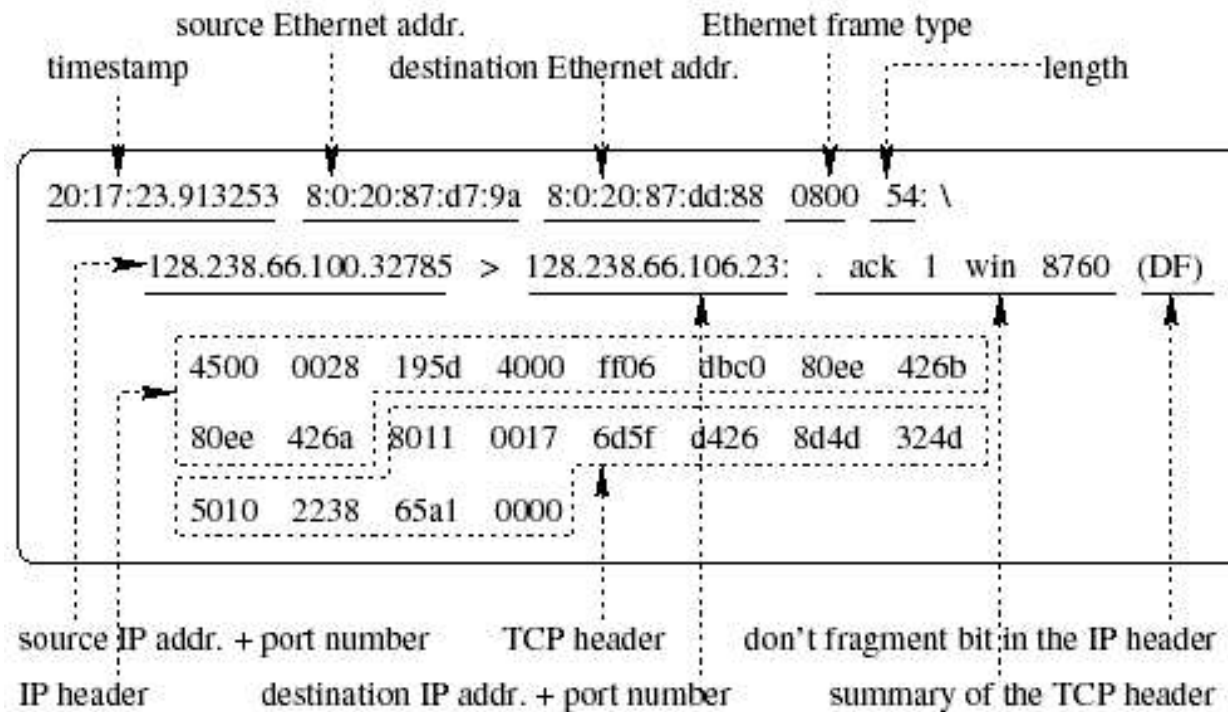 source Ethernet addr. Ethernet frame type
timestamp destination Ethernet addr. length
20:17:23.913253 8:0:20:87:d7:9a 8:0:20:87:dd:88 0800 54: \
128.238.66.100.32785 > 128.238.66.106.23: . ack 1 win 8760 (DF)
4500 0028 195d 4000 ff06 dbc0 80ee 426b
80ee 426a 8011 0017 6d5f d426 8d4d 324d
5010 2238 65a1 0000
source IP addr. + port number TCP header don't fragment bit in the IP header
IP header destination IP addr. + port number summary of the TCP header